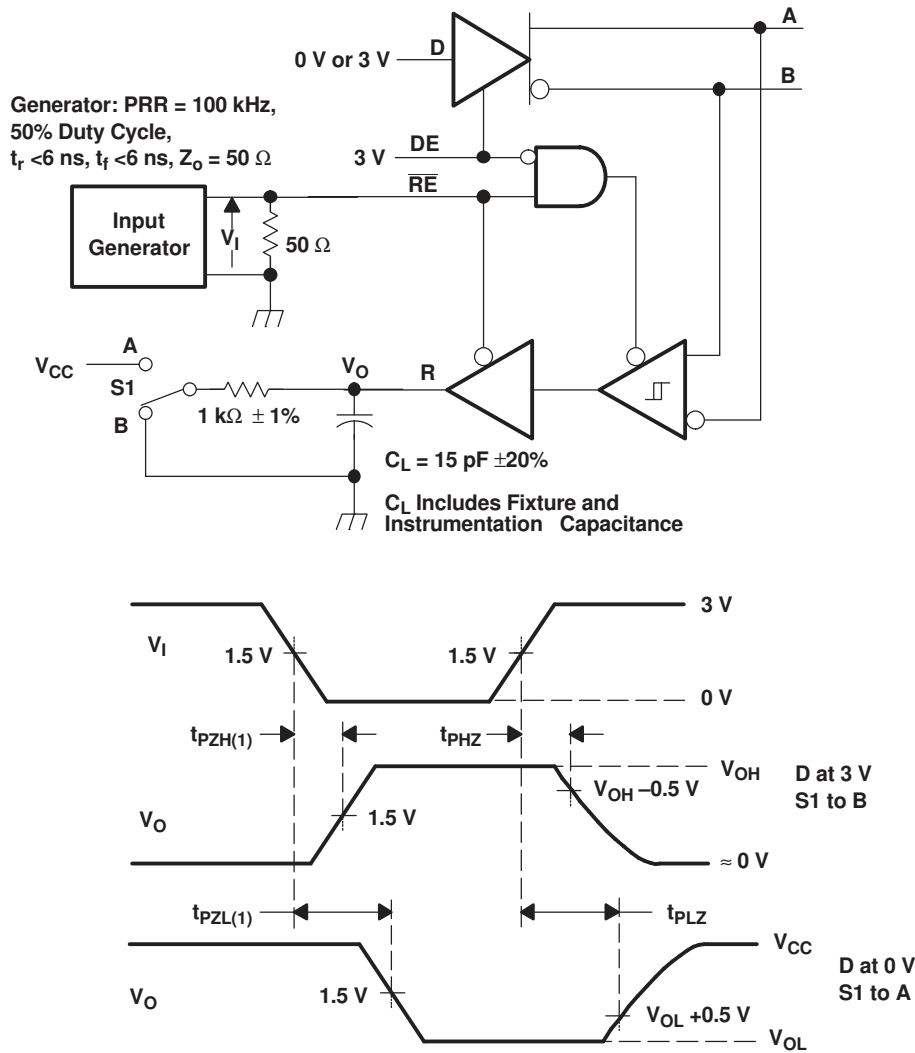 A
D
0 V or 3 V
B
Generator: PRR = 100 kHz,
50% Duty Cycle,
t_r <6 ns, t_f <6 ns, Z_o = 50 Ω
3 V
DE
R̅E̅
Input
Generator
V_I
50 Ω
V_CC
A
S1
B
1 kΩ ± 1%
V_O
R
C_L = 15 pF ±20%
C_L Includes Fixture and
Instrumentation Capacitance
V_I
1.5 V
1.5 V
3 V
0 V
t_PZH(1)
t_PHZ
V_O
1.5 V
V_OH –0.5 V
V_OH
≈ 0 V
D at 3 V
S1 to B
t_PZL(1)
t_PLZ
V_O
1.5 V
V_OL +0.5 V
V_CC
V_OL
D at 0 V
S1 to A